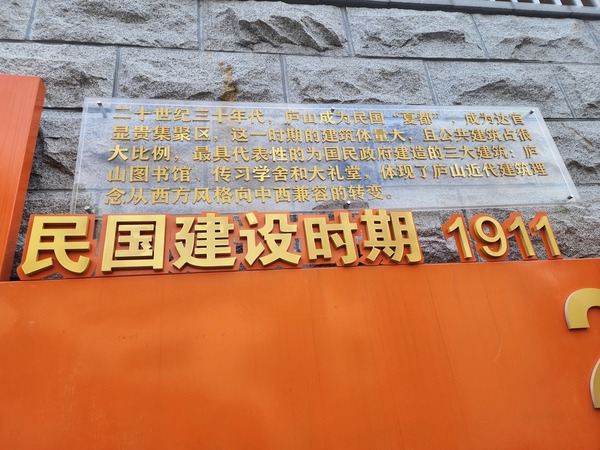 二十世纪三十年代，庐山成为民国“夏都”，成为达官
显贵集聚区，这一时期的建筑体量大，且公共建筑占很
大比例，最具代表性的为国民政府建造的三大建筑：庐
山图书馆、传习学舍和大礼堂，体现了庐山近代建筑理
念从西方风格向中西兼容的转变。
民国建设时期 1911